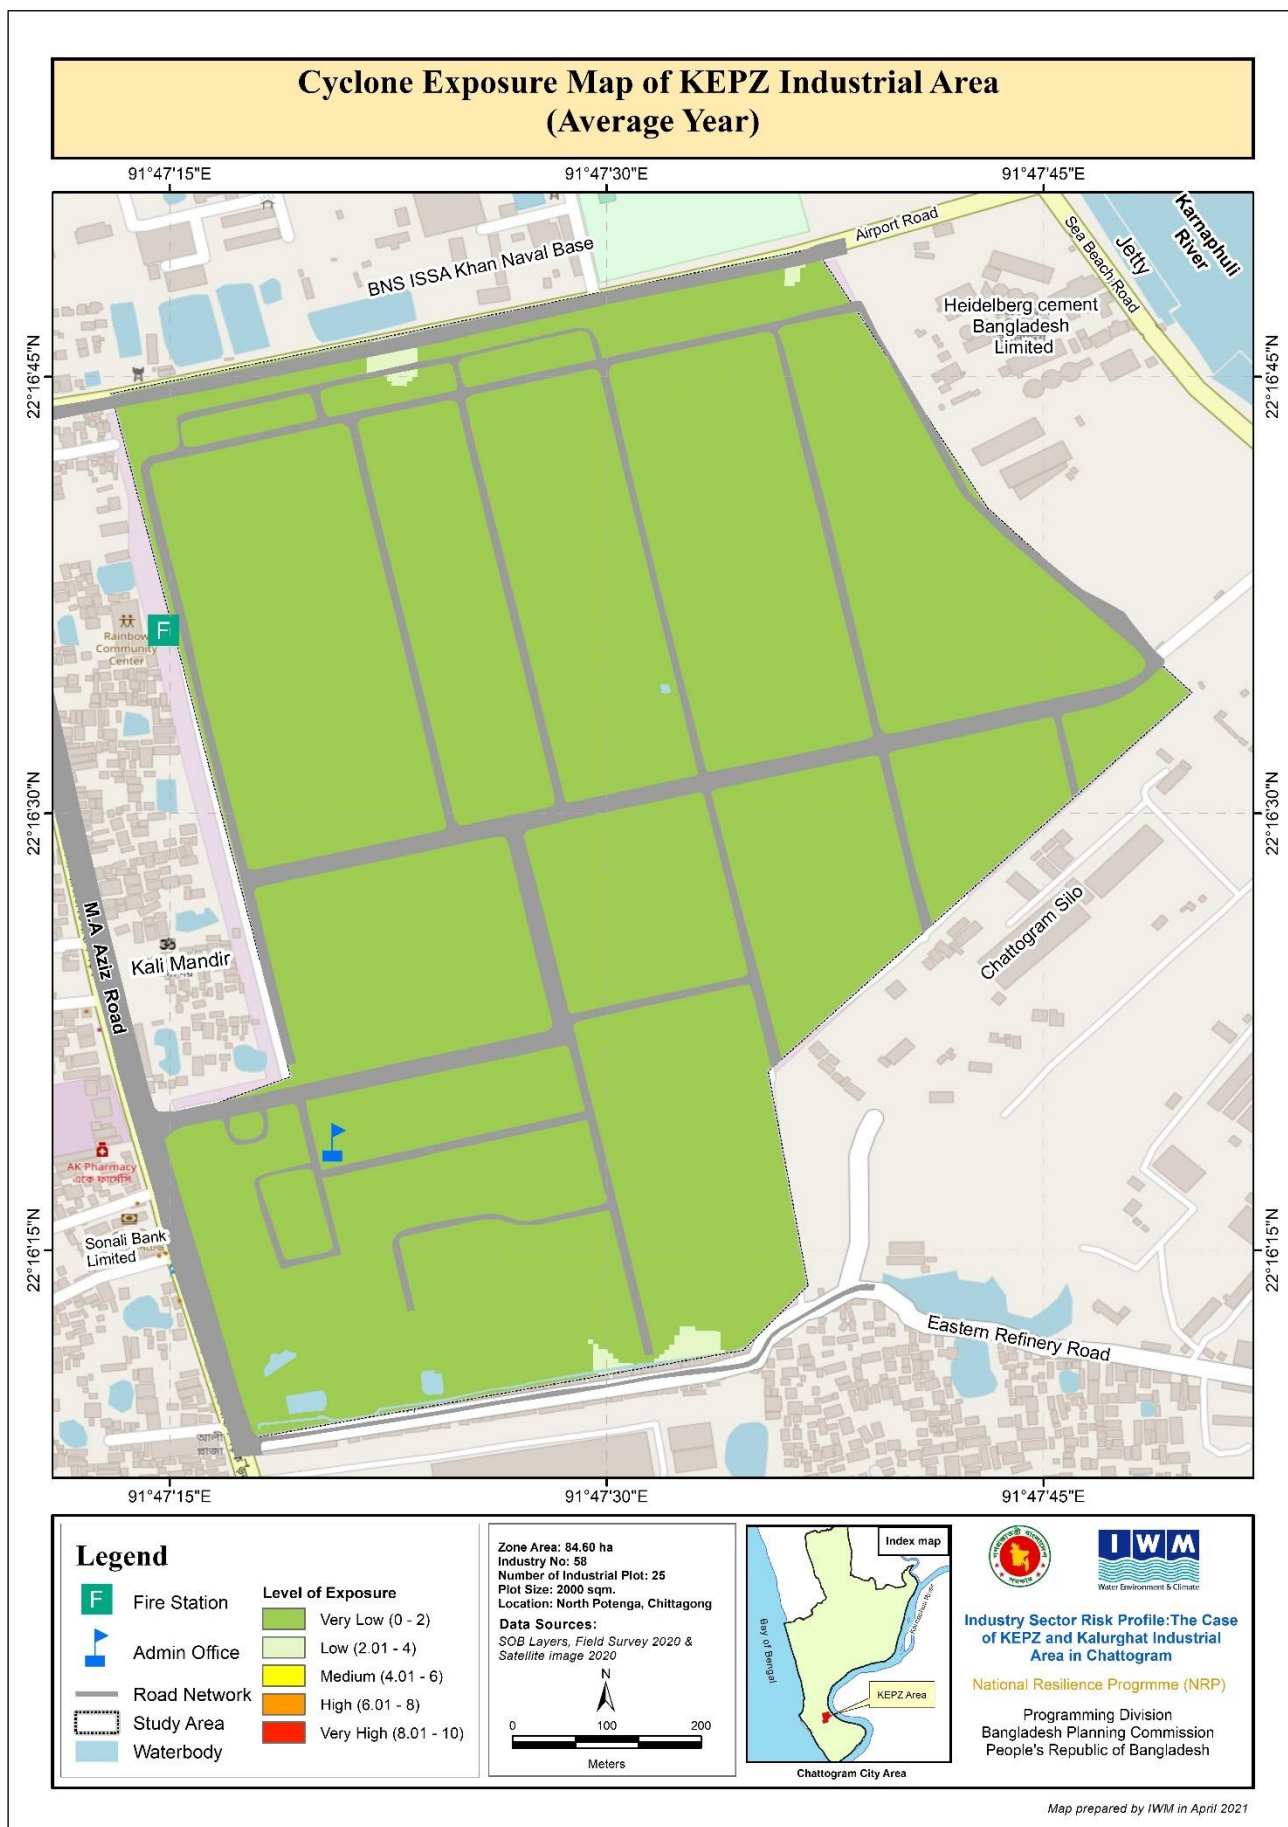 Cyclone Exposure Map of KEPZ Industrial Area
(Average Year)
91°47'15"E
91°47'30"E
91°47'45"E
22°16'45"N
22°16'45"N
22°16'30"N
22°16'30"N
22°16'15"N
22°16'15"N
BNS ISSA Khan Naval Base
Airport Road
Sea Beach Road
Jetty
Karnaphuli
River
Heidelberg cement
Bangladesh
Limited
F
Rainbow
Community
Center
M.A Aziz Road
Kali Mandir
Chattogram Silo
AK Pharmacy
একে ফার্মেসি
Sonali Bank
Limited
Eastern Refinery Road
91°47'15"E
91°47'30"E
91°47'45"E
Legend
F
Fire Station
Admin Office
Road Network
Study Area
Waterbody
Level of Exposure
Very Low (0 - 2)
Low (2.01 - 4)
Medium (4.01 - 6)
High (6.01 - 8)
Very High (8.01 - 10)
Zone Area: 84.60 ha
Industry No: 58
Number of Industrial Plot: 25
Plot Size: 2000 sqm.
Location: North Potenga, Chittagong
Data Sources:
SOB Layers, Field Survey 2020 &
Satellite image 2020
N
0 100 200
Meters
Index map
Bay of Bengal
Karnaphuli River
KEPZ Area
Chattogram City Area
IWM
Water Environment & Climate
Industry Sector Risk Profile:The Case
of KEPZ and Kalurghat Industrial
Area in Chattogram
National Resilience Progrmme (NRP)
Programming Division
Bangladesh Planning Commission
People's Republic of Bangladesh
Map prepared by IWM in April 2021